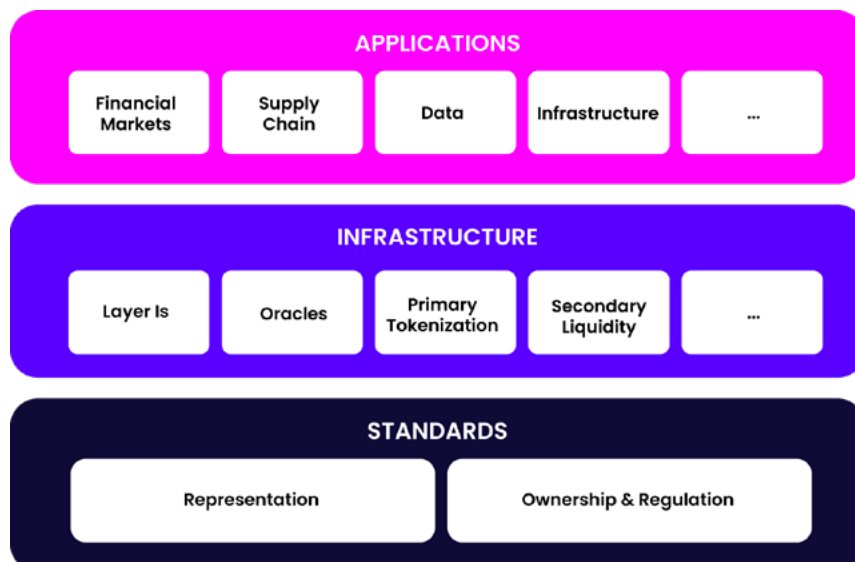 APPLICATIONS
Financial
Markets
Supply
Chain
Data
Infrastructure
...
INFRASTRUCTURE
Layer Is
Oracles
Primary
Tokenization
Secondary
Liquidity
...
STANDARDS
Representation
Ownership & Regulation